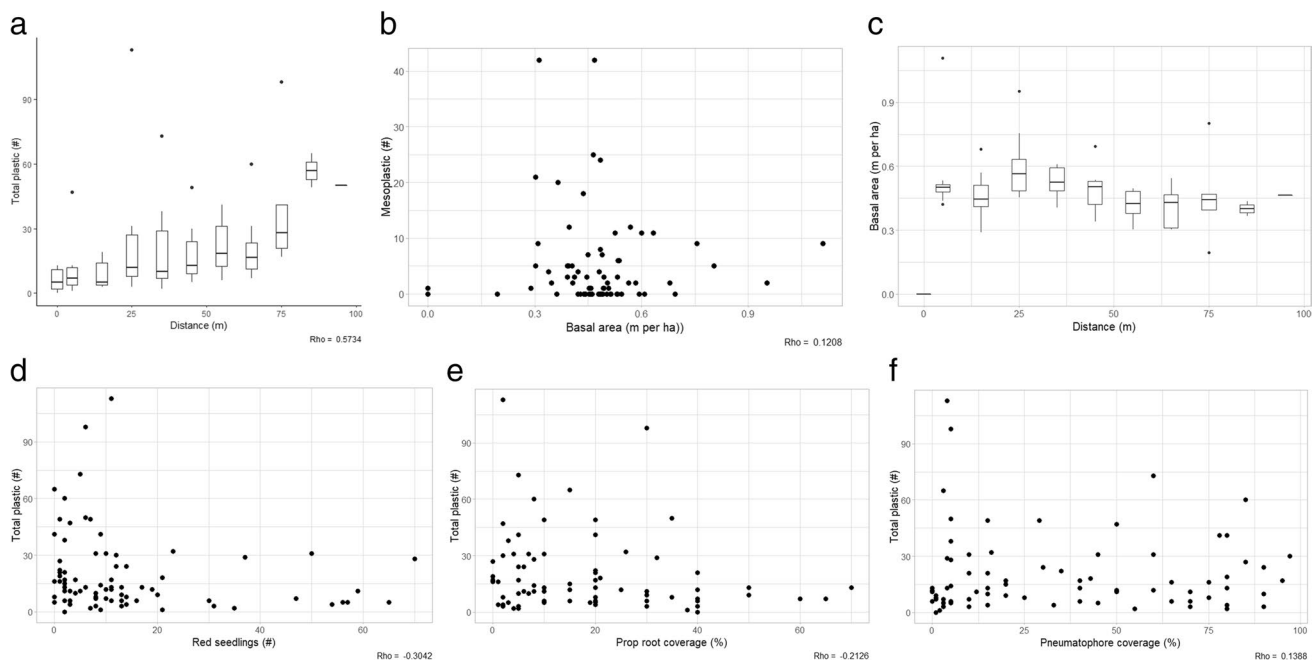 a
90
60
30
0
Total plastic (#)
0
25
50
75
100
Distance (m)
Rho = 0.5734
b
40
30
20
10
0
Mesoplastic (#)
0.0
0.3
0.6
0.9
Basal area (m per ha))
Rho = 0.1208
c
0.9
0.6
0.3
0.0
Basal area (m per ha)
0
25
50
75
100
Distance (m)
d
90
60
30
0
Total plastic (#)
0
20
40
60
Red seedlings (#)
Rho = -0.3042
e
90
60
30
0
Total plastic (#)
0
20
40
60
Prop root coverage (%)
Rho = -0.2126
f
90
60
30
0
Total plastic (#)
0
25
50
75
100
Pneumatophore coverage (%)
Rho = 0.1388